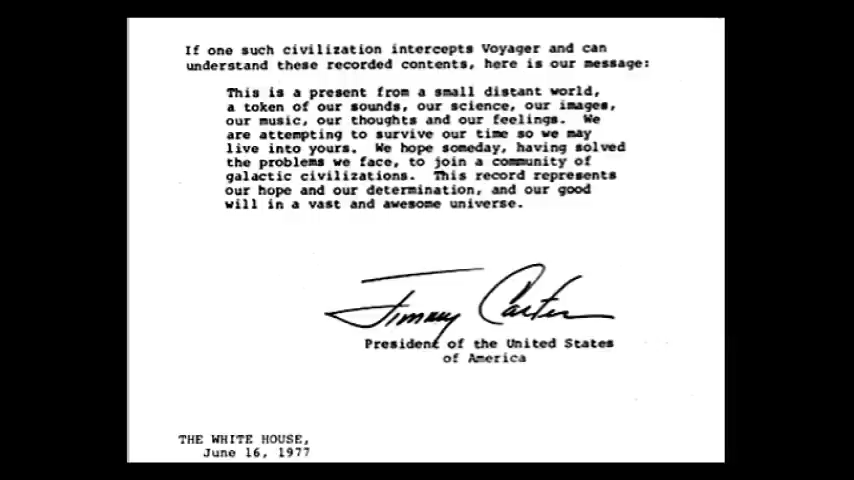 If one such civilization intercepts Voyager and can
understand these recorded contents, here is our message:
This is a present from a small distant world,
a token of our sounds, our science, our images,
our music, our thoughts and our feelings. We
are attempting to survive our time so we may
live into yours. We hope someday, having solved
the problems we face, to join a community of
galactic civilizations. This record represents
our hope and our determination, and our good
will in a vast and awesome universe.
Jimmy Carter
President of the United States
of America
THE WHITE HOUSE,
June 16, 1977